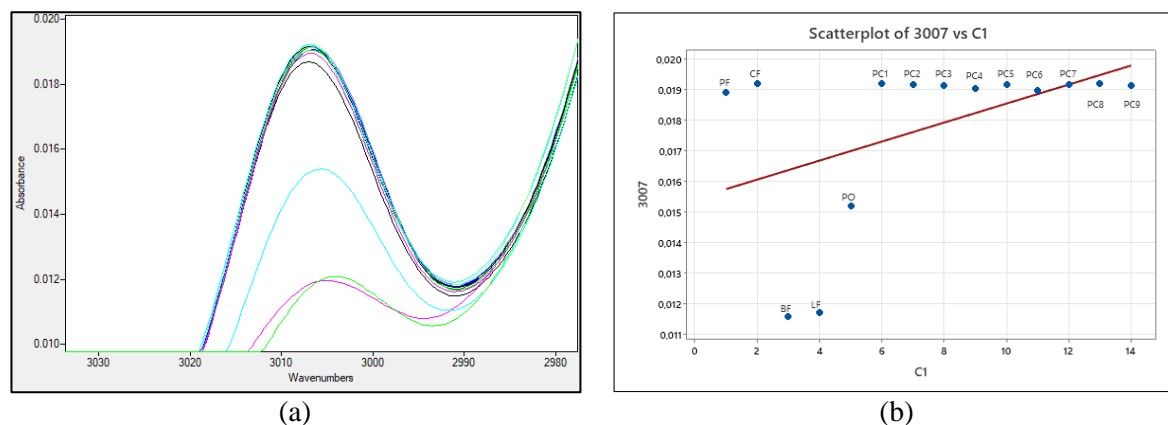 0.020
0.018
0.016
0.014
0.012
0.010
Absorbance
3030 3020 3010 3000 2990 2980
Wavenumbers
(a)
Scatterplot of 3007 vs C1
0,020
0,019
0,018
0,017
0,016
0,015
0,014
0,013
0,012
0,011
3007
PF CF PC1 PC2 PC3 PC4 PC5 PC6 PC7
PC8 PC9
PO
BF LF
0 2 4 6 8 10 12 14
C1
(b)